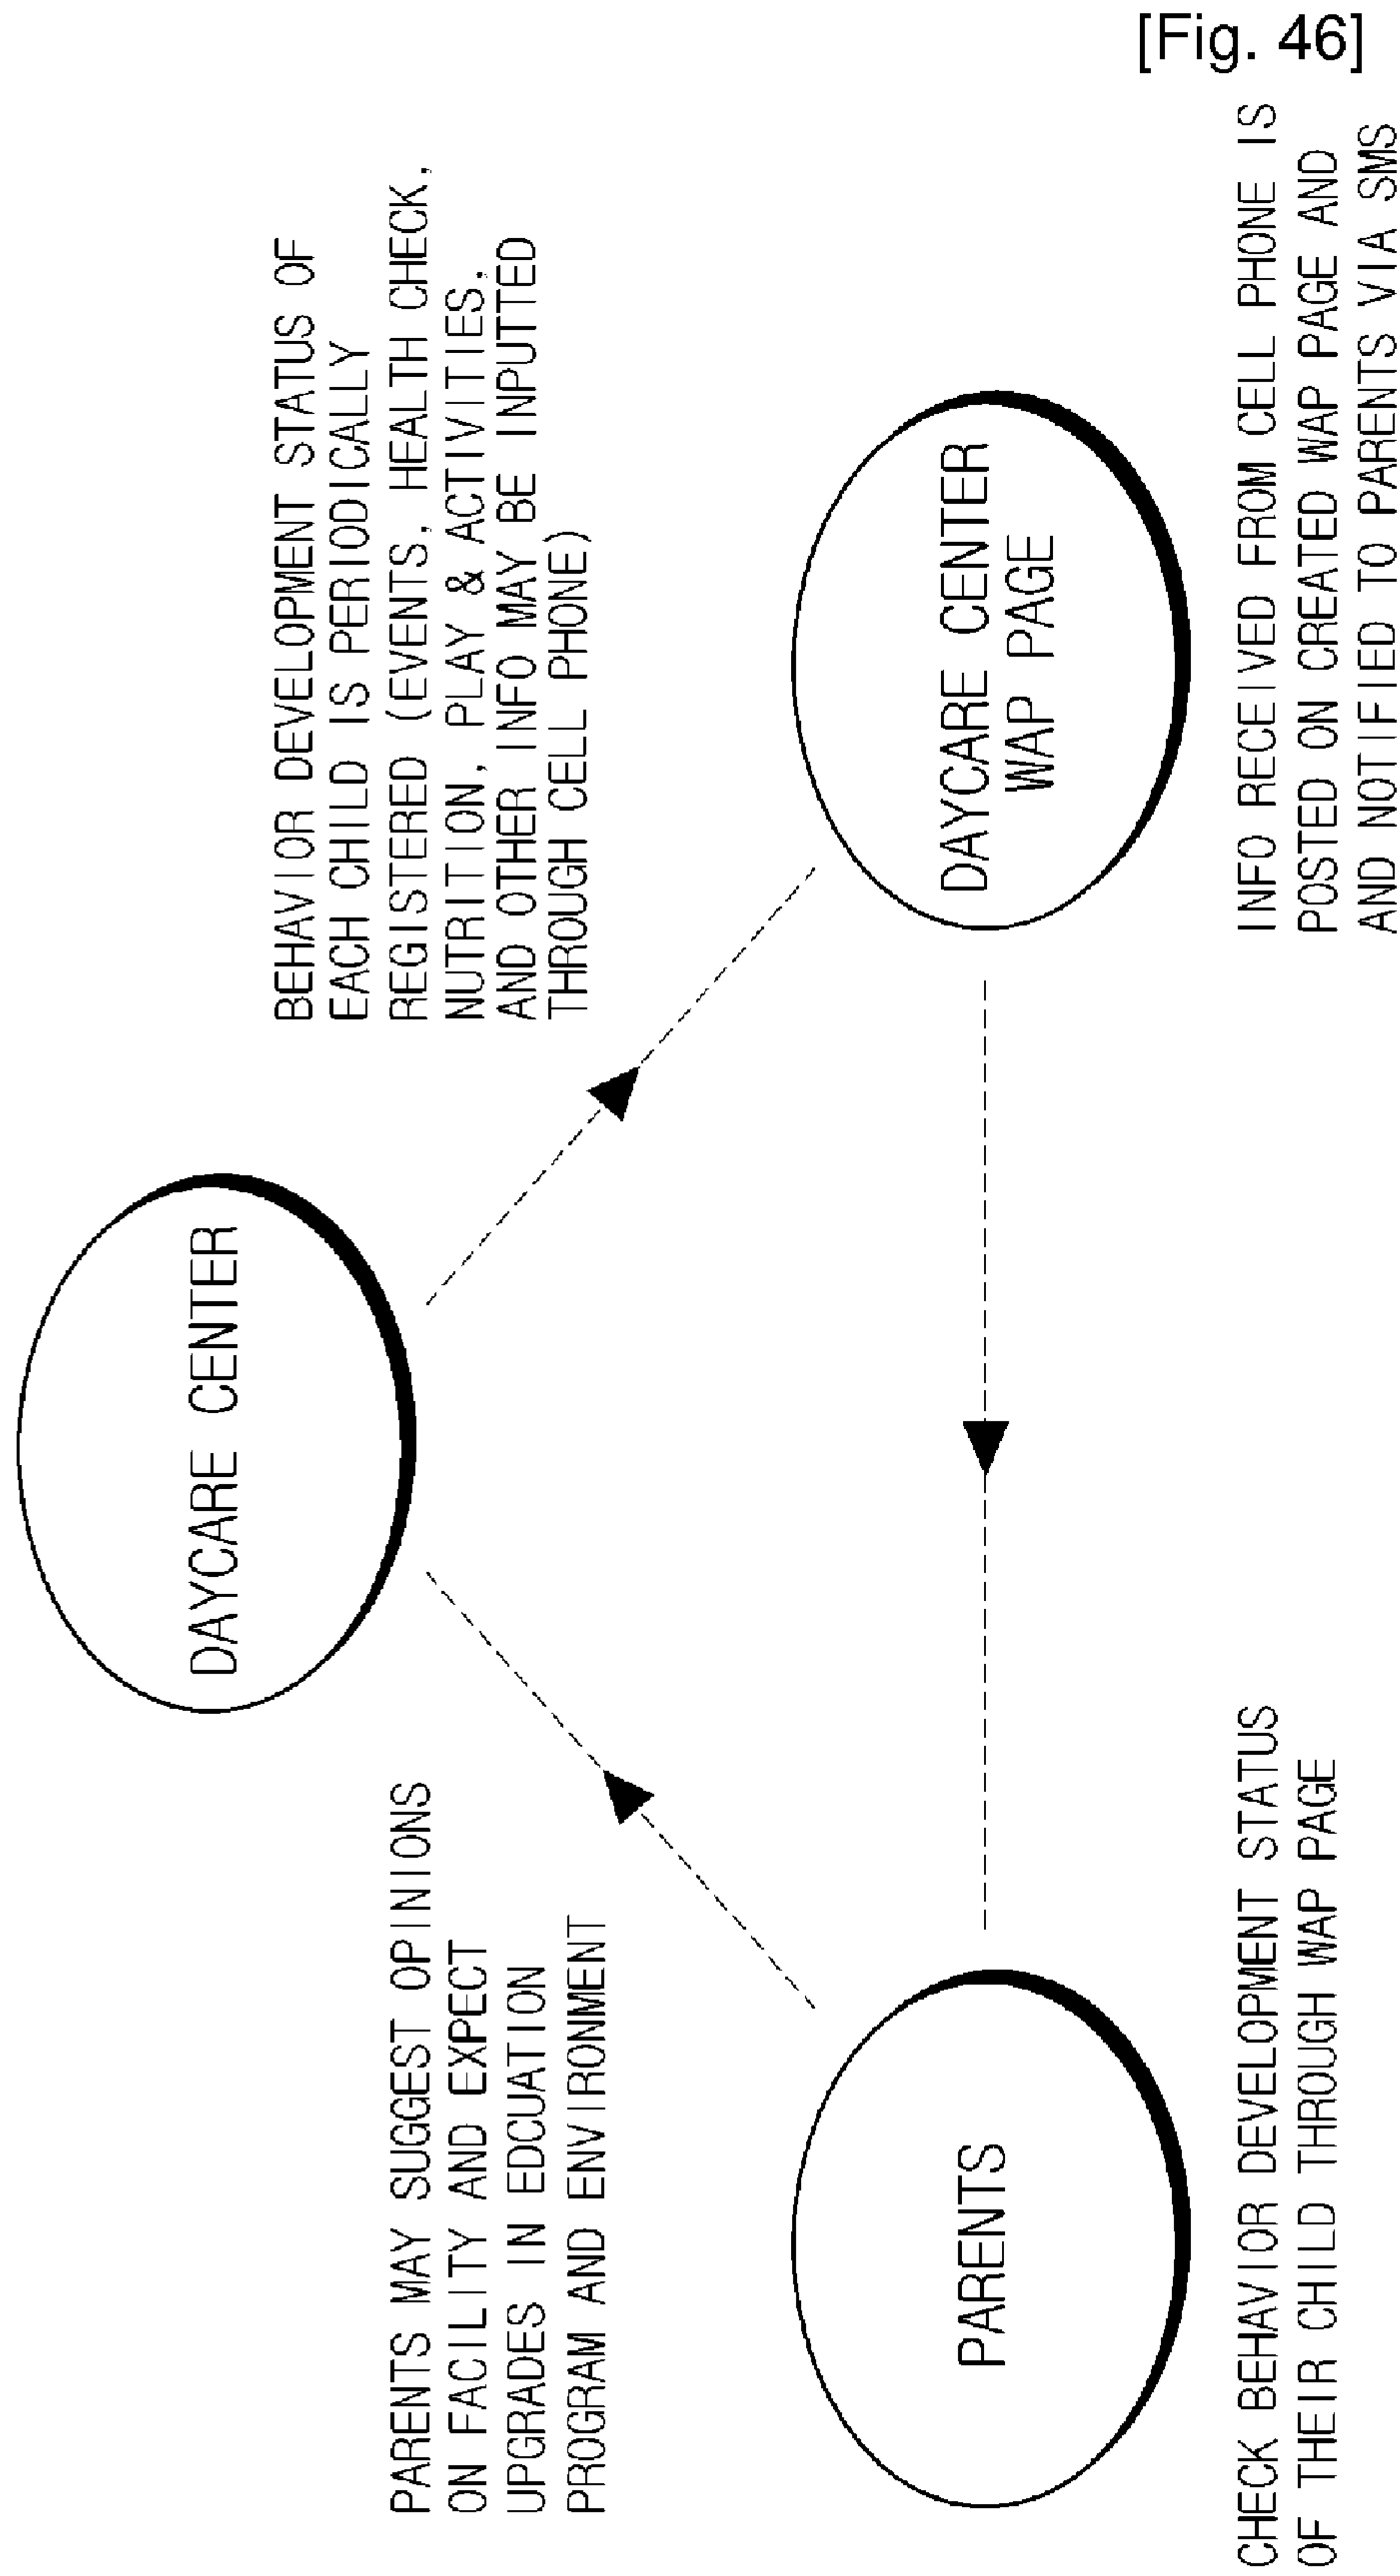 [Fig. 46]
DAYCARE CENTER
BEHAVIOR DEVELOPMENT STATUS OF
EACH CHILD IS PERIODICALLY
REGISTERED (EVENTS, HEALTH CHECK,
NUTRITION, PLAY & ACTIVITIES,
AND OTHER INFO MAY BE INPUTTED
THROUGH CELL PHONE)
PARENTS MAY SUGGEST OPINIONS
ON FACILITY AND EXPECT
UPGRADES IN EDCUATION
PROGRAM AND ENVIRONMENT
PARENTS
DAYCARE CENTER
WAP PAGE
CHECK BEHAVIOR DEVELOPMENT STATUS
OF THEIR CHILD THROUGH WAP PAGE
INFO RECEIVED FROM CELL PHONE IS
POSTED ON CREATED WAP PAGE AND
AND NOTIFIED TO PARENTS VIA SMS